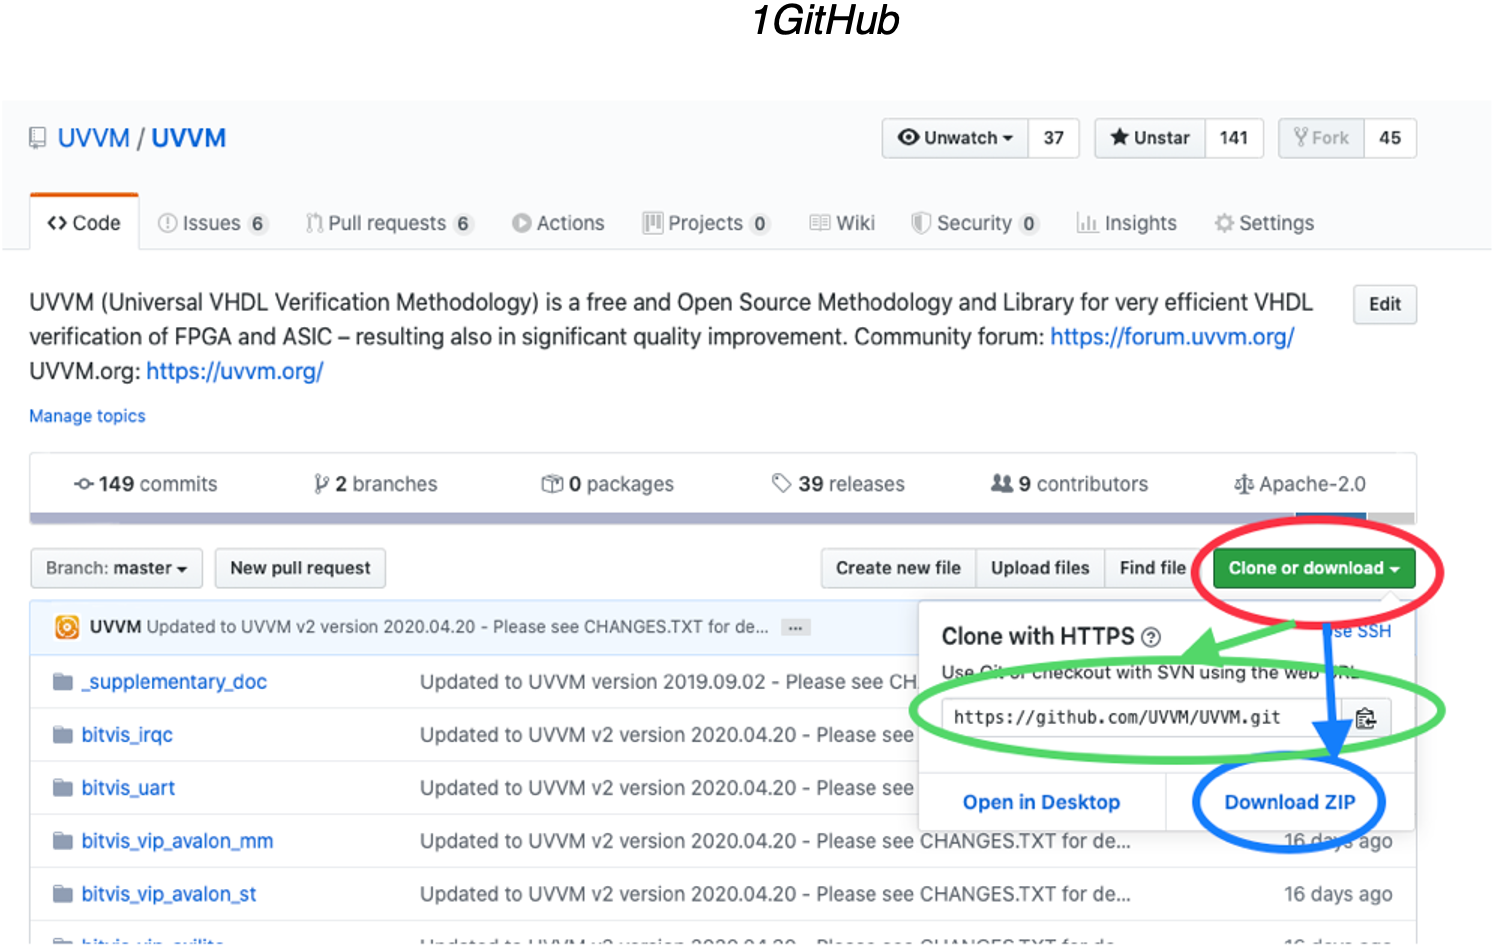 1GitHub
UVVM / UVVM
Unwatch 37 Unstar 141 Fork 45
Code Issues 6 Pull requests 6 Actions Projects 0 Wiki Security 0 Insights Settings
UVVM (Universal VHDL Verification Methodology) is a free and Open Source Methodology and Library for very efficient VHDL
verification of FPGA and ASIC – resulting also in significant quality improvement. Community forum: https://forum.uvvm.org/
UVVM.org: https://uvvm.org/
Edit
Manage topics
149 commits 2 branches 0 packages 39 releases 9 contributors Apache-2.0
Branch: master New pull request Create new file Upload files Find file Clone or download
UVVM Updated to UVVM v2 version 2020.04.20 - Please see CHANGES.TXT for de... ...
Clone with HTTPS ? Use SSH
Use Git or checkout with SVN using the web URL.
https://github.com/UVVM/UVVM.git
Open in Desktop Download ZIP
_supplementary_doc Updated to UVVM version 2019.09.02 - Please see CH
bitvis_irqc Updated to UVVM v2 version 2020.04.20 - Please see
bitvis_uart Updated to UVVM v2 version 2020.04.20 - Please see
bitvis_vip_avalon_mm Updated to UVVM v2 version 2020.04.20 - Please see CHANGES.TXT for de... 16 days ago
bitvis_vip_avalon_st Updated to UVVM v2 version 2020.04.20 - Please see CHANGES.TXT for de... 16 days ago